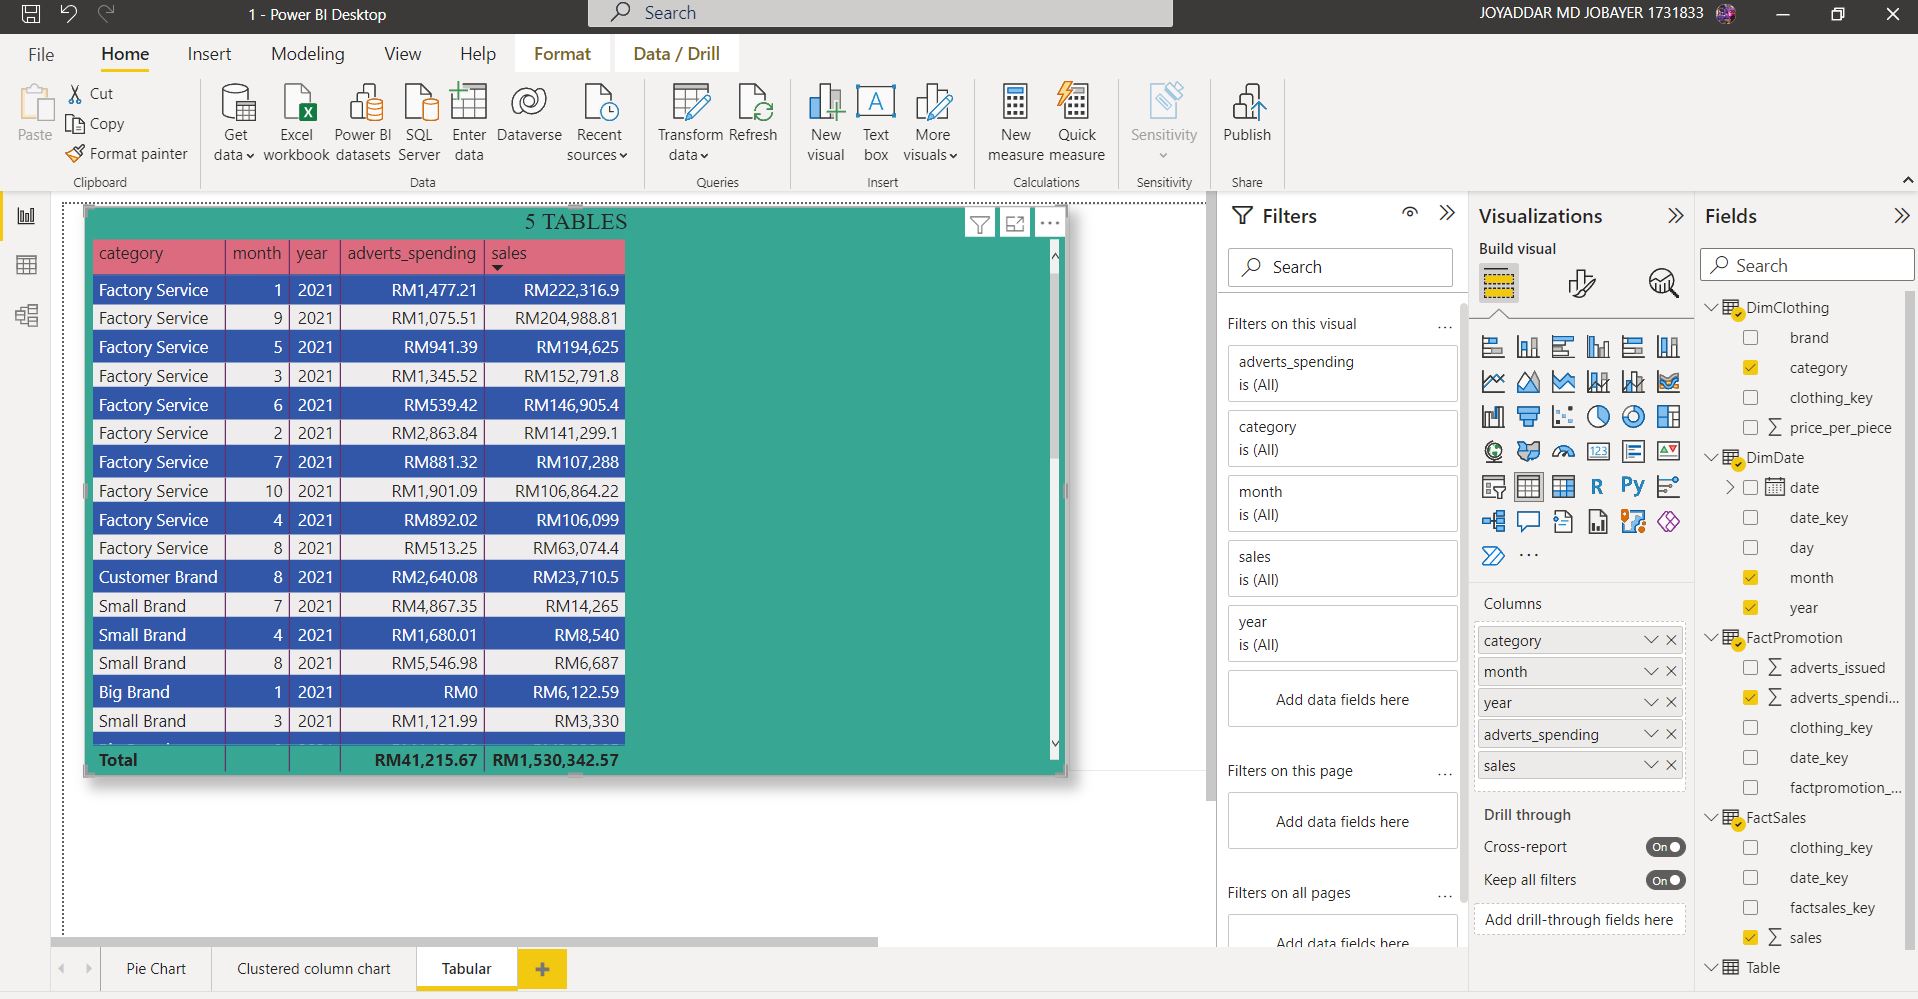 1 - Power BI Desktop
Search
JOYADDAR MD JOBAYER 1731833
File Home Insert Modeling View Help Format Data / Drill
Paste
Cut
Copy
Format painter
Clipboard
Get data
Excel workbook
Power BI datasets
SQL Server
Enter data
Dataverse
Recent sources
Data
Transform data
Refresh
Queries
New visual
Text box
More visuals
Insert
New measure
Quick measure
Calculations
Sensitivity
Sensitivity
Publish
Share
5 TABLES
category month year adverts_spending sales
Factory Service 1 2021 RM1,477.21 RM222,316.9
Factory Service 9 2021 RM1,075.51 RM204,988.81
Factory Service 5 2021 RM941.39 RM194,625
Factory Service 3 2021 RM1,345.52 RM152,791.8
Factory Service 6 2021 RM539.42 RM146,905.4
Factory Service 2 2021 RM2,863.84 RM141,299.1
Factory Service 7 2021 RM881.32 RM107,288
Factory Service 10 2021 RM1,901.09 RM106,864.22
Factory Service 4 2021 RM892.02 RM106,099
Factory Service 8 2021 RM513.25 RM63,074.4
Customer Brand 8 2021 RM2,640.08 RM23,710.5
Small Brand 7 2021 RM4,867.35 RM14,265
Small Brand 4 2021 RM1,680.01 RM8,540
Small Brand 8 2021 RM5,546.98 RM6,687
Big Brand 1 2021 RM0 RM6,122.59
Small Brand 3 2021 RM1,121.99 RM3,330
Total RM41,215.67 RM1,530,342.57
Filters
Search
Filters on this visual ...
adverts_spending
is (All)
category
is (All)
month
is (All)
sales
is (All)
year
is (All)
Add data fields here
Filters on this page ...
Add data fields here
Filters on all pages ...
Add data fields here
Visualizations
Build visual
123
R Py
...
Columns
category
month
year
adverts_spending
sales
Drill through
Cross-report On
Keep all filters On
Add drill-through fields here
Fields
Search
DimClothing
brand
category
clothing_key
price_per_piece
DimDate
date
date_key
day
month
year
FactPromotion
adverts_issued
adverts_spendi...
clothing_key
date_key
factpromotion_...
FactSales
clothing_key
date_key
factsales_key
sales
Table
Pie Chart Clustered column chart Tabular +